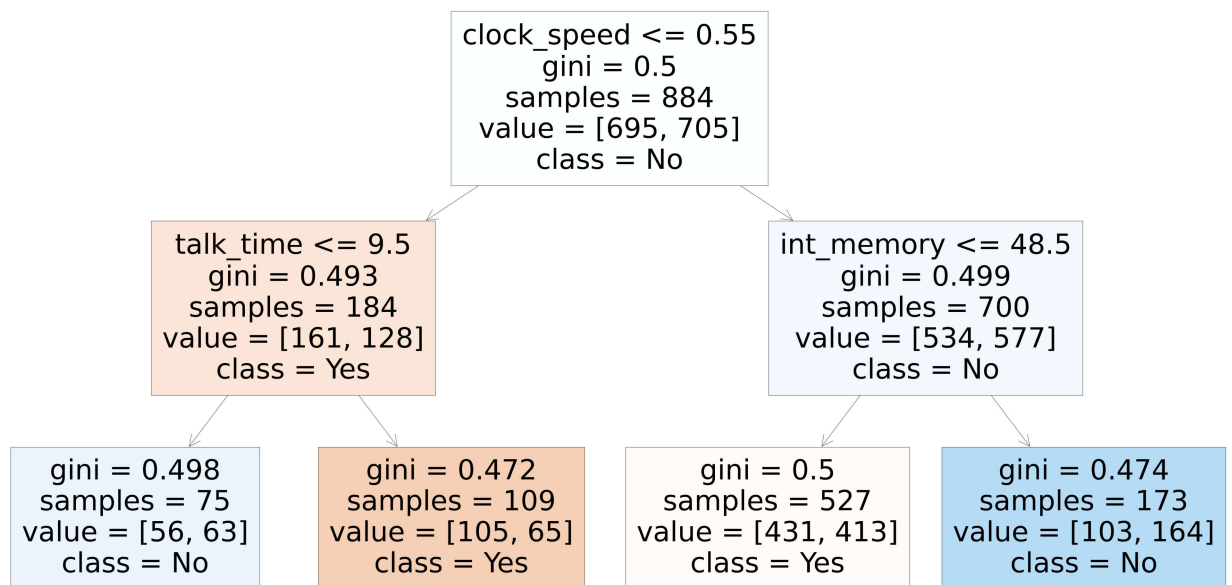 clock_speed <= 0.55
gini = 0.5
samples = 884
value = [695, 705]
class = No
talk_time <= 9.5
gini = 0.493
samples = 184
value = [161, 128]
class = Yes
int_memory <= 48.5
gini = 0.499
samples = 700
value = [534, 577]
class = No
gini = 0.498
samples = 75
value = [56, 63]
class = No
gini = 0.472
samples = 109
value = [105, 65]
class = Yes
gini = 0.5
samples = 527
value = [431, 413]
class = Yes
gini = 0.474
samples = 173
value = [103, 164]
class = No